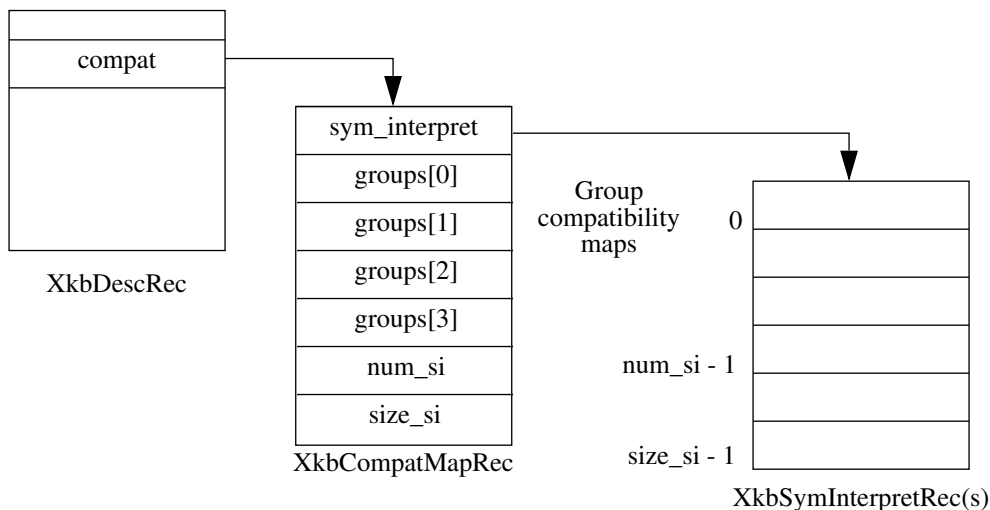 compat
XkbDescRec
sym_interpret
groups[0]
groups[1]
groups[2]
groups[3]
num_si
size_si
XkbCompatMapRec
Group
compatibility
maps
0
num_si - 1
size_si - 1
XkbSymInterpretRec(s)